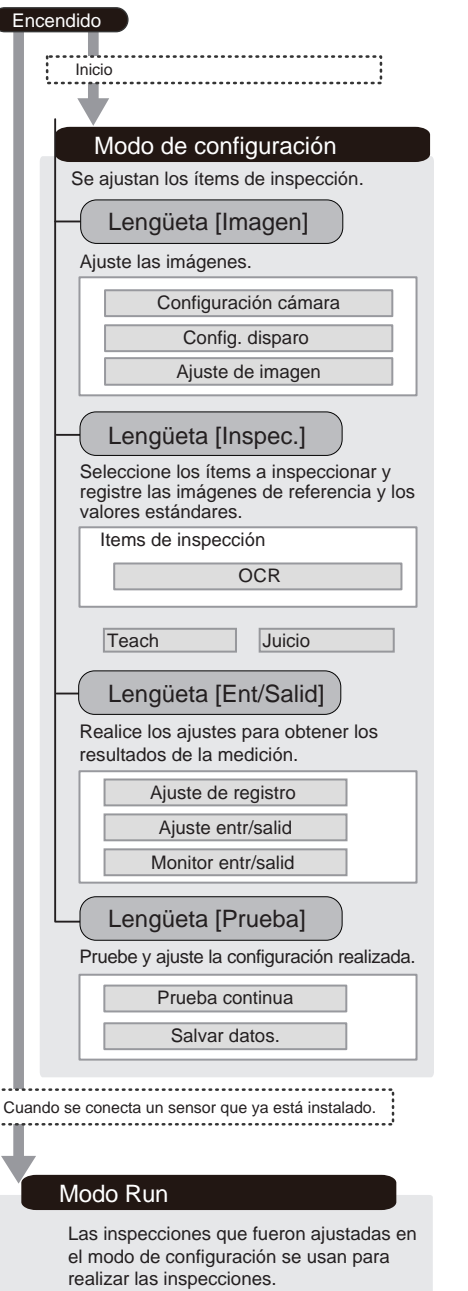 Encendido
Inicio
Modo de configuración
Se ajustan los ítems de inspección.
Lengüeta [Imagen]
Ajuste las imágenes.
Configuración cámara
Config. disparo
Ajuste de imagen
Lengüeta [Inspec.]
Seleccione los ítems a inspeccionar y
registre las imágenes de referencia y los
valores estándares.
Items de inspección
OCR
Teach Juicio
Lengüeta [Ent/Salid]
Realice los ajustes para obtener los
resultados de la medición.
Ajuste de registro
Ajuste entr/salid
Monitor entr/salid
Lengüeta [Prueba]
Pruebe y ajuste la configuración realizada.
Prueba continua
Salvar datos.
Cuando se conecta un sensor que ya está instalado.
Modo Run
Las inspecciones que fueron ajustadas en
el modo de configuración se usan para
realizar las inspecciones.